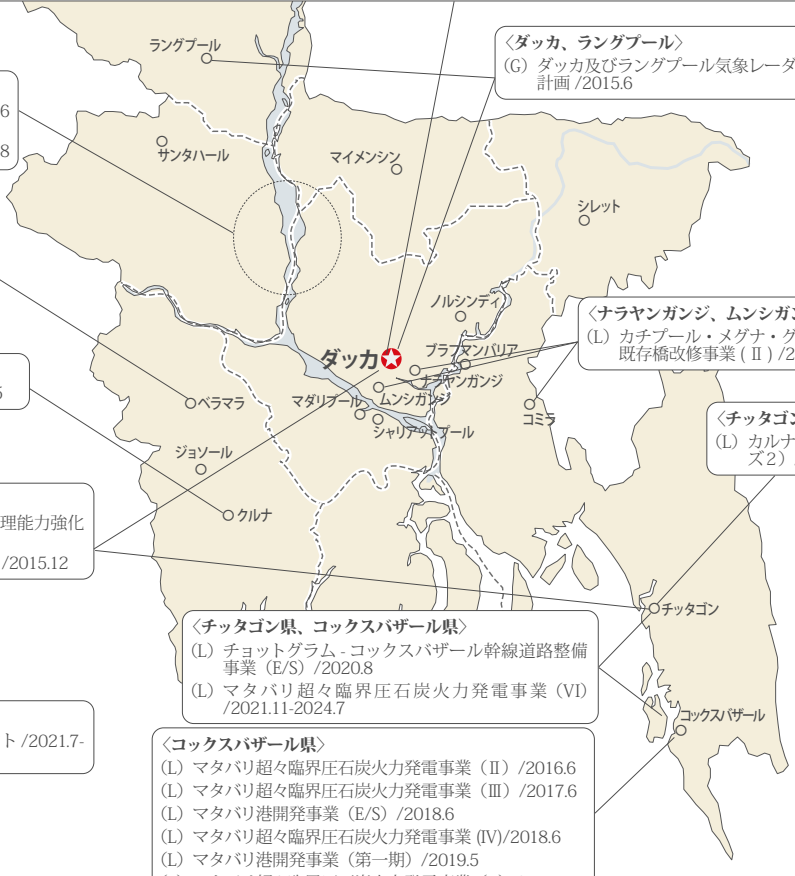 ラングプール
〈ダッカ、ラングプール〉
(G) ダッカ及びラングプール気象レーダ
計画 /2015.6
6
8
サンタハール
マイメンシン
シレット
ノルシンディ
〈ナラヤンガンジ、ムンシガン
(L) カチプール・メグナ・グ
既存橋改修事業 ( II ) /2
ダッカ
ブラフマンバリア
ナラヤンガンジ
ムンシガンジ
マダリプール
シャリアットプール
コミラ
5
ベラマラ
〈チッタゴン
(L) カルナ
ズ2）
ジョソール
クルナ
理能力強化
/2015.12
チッタゴン
〈チッタゴン県、コックスバザール県〉
(L) チョットグラム - コックスバザール幹線道路整備
事業（E/S）/2020.8
(L) マタバリ超々臨界圧石炭火力発電事業（VI）
/2021.11-2024.7
ト /2021.7-
コックスバザール
〈コックスバザール県〉
(L) マタバリ超々臨界圧石炭火力発電事業（II）/2016.6
(L) マタバリ超々臨界圧石炭火力発電事業（III）/2017.6
(L) マタバリ港開発事業（E/S）/2018.6
(L) マタバリ超々臨界圧石炭火力発電事業 (IV)/2018.6
(L) マタバリ港開発事業（第一期）/2019.5